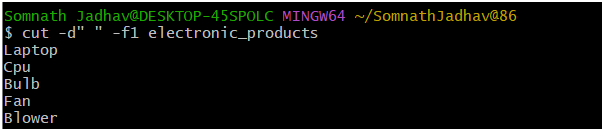 Somnath Jadhav@DESKTOP-45SPOLC MINGW64 ~/SomnathJadhav@86
$ cut -d" " -f1 electronic_products
Laptop
Cpu
Bulb
Fan
Blower